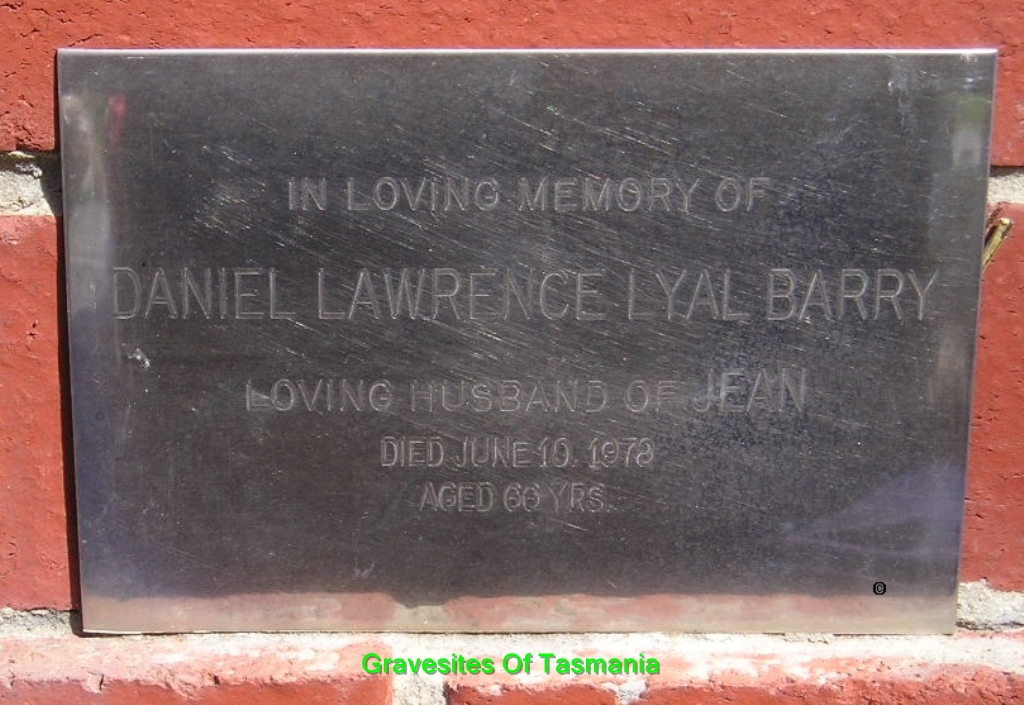 IN LOVING MEMORY OF
DANIEL LAWRENCE LYAL BARRY
LOVING HUSBAND OF JEAN
DIED JUNE 10. 1978
AGED 66 YRS.
©
Gravesites Of Tasmania